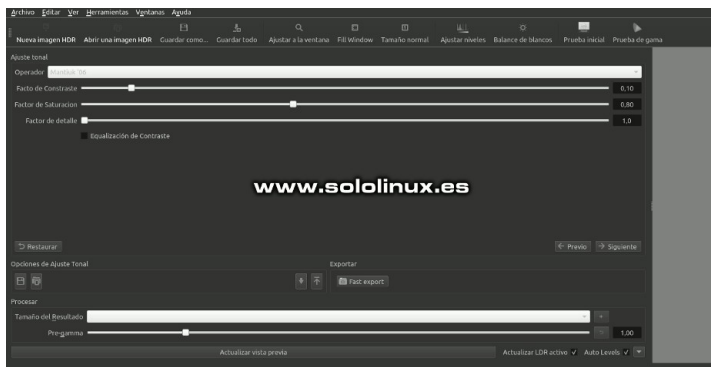 Archivo Editar Ver Herramientas Ventanas Ayuda
Nueva imagen HDR Abrir una imagen HDR Guardar como... Guardar todo Ajustar a la ventana Fill Window Tamaño normal Ajustar niveles Balance de blancos Prueba inicial Prueba de gama
Ajuste tonal
Operador Mantiuk '06
Facto de Constraste 0,10
Factor de Saturacion 0,80
Factor de detalle 1,0
Equalización de Contraste
www.sololinux.es
Restaurar Previo Siguiente
Opciones de Ajuste Tonal Exportar
Fast export
Procesar
Tamaño del Resultado
Pre-gamma 1,00
Actualizar vista previa Actualizar LDR activo Auto Levels